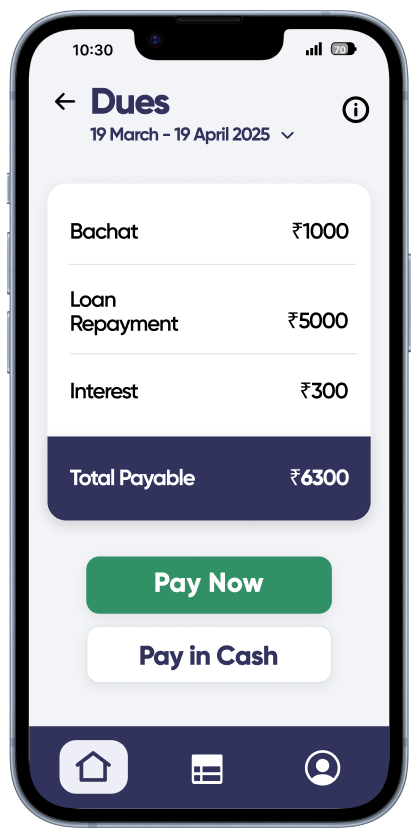 10:30
70
Dues
19 March - 19 April 2025
Bachat ₹1000
Loan
Repayment ₹5000
Interest ₹300
Total Payable ₹6300
Pay Now
Pay in Cash